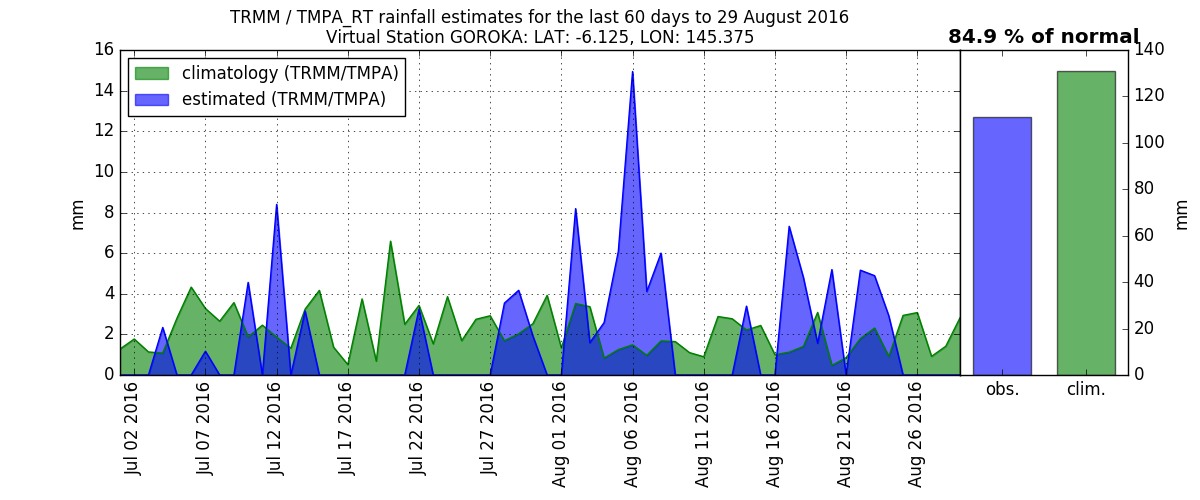 TRMM / TMPA_RT rainfall estimates for the last 60 days to 29 August 2016
Virtual Station GOROKA: LAT: -6.125, LON: 145.375
84.9 % of normal
climatology (TRMM/TMPA)
estimated (TRMM/TMPA)
16
14
12
10
8
6
4
2
0
mm
Jul 02 2016
Jul 07 2016
Jul 12 2016
Jul 17 2016
Jul 22 2016
Jul 27 2016
Aug 01 2016
Aug 06 2016
Aug 11 2016
Aug 16 2016
Aug 21 2016
Aug 26 2016
obs.
clim.
140
120
100
80
60
40
20
0
mm